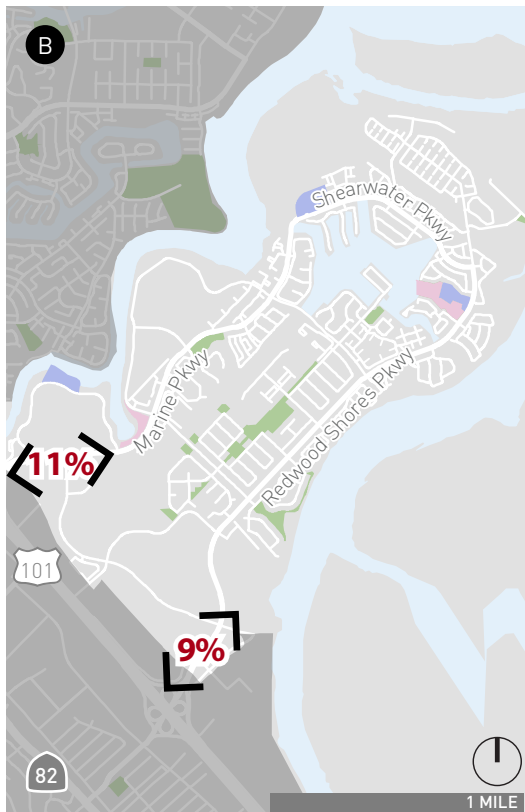 B
Shearwater Pkwy
Marine Pkwy
Redwood Shores Pkwy
11%
101
9%
82
1 MILE